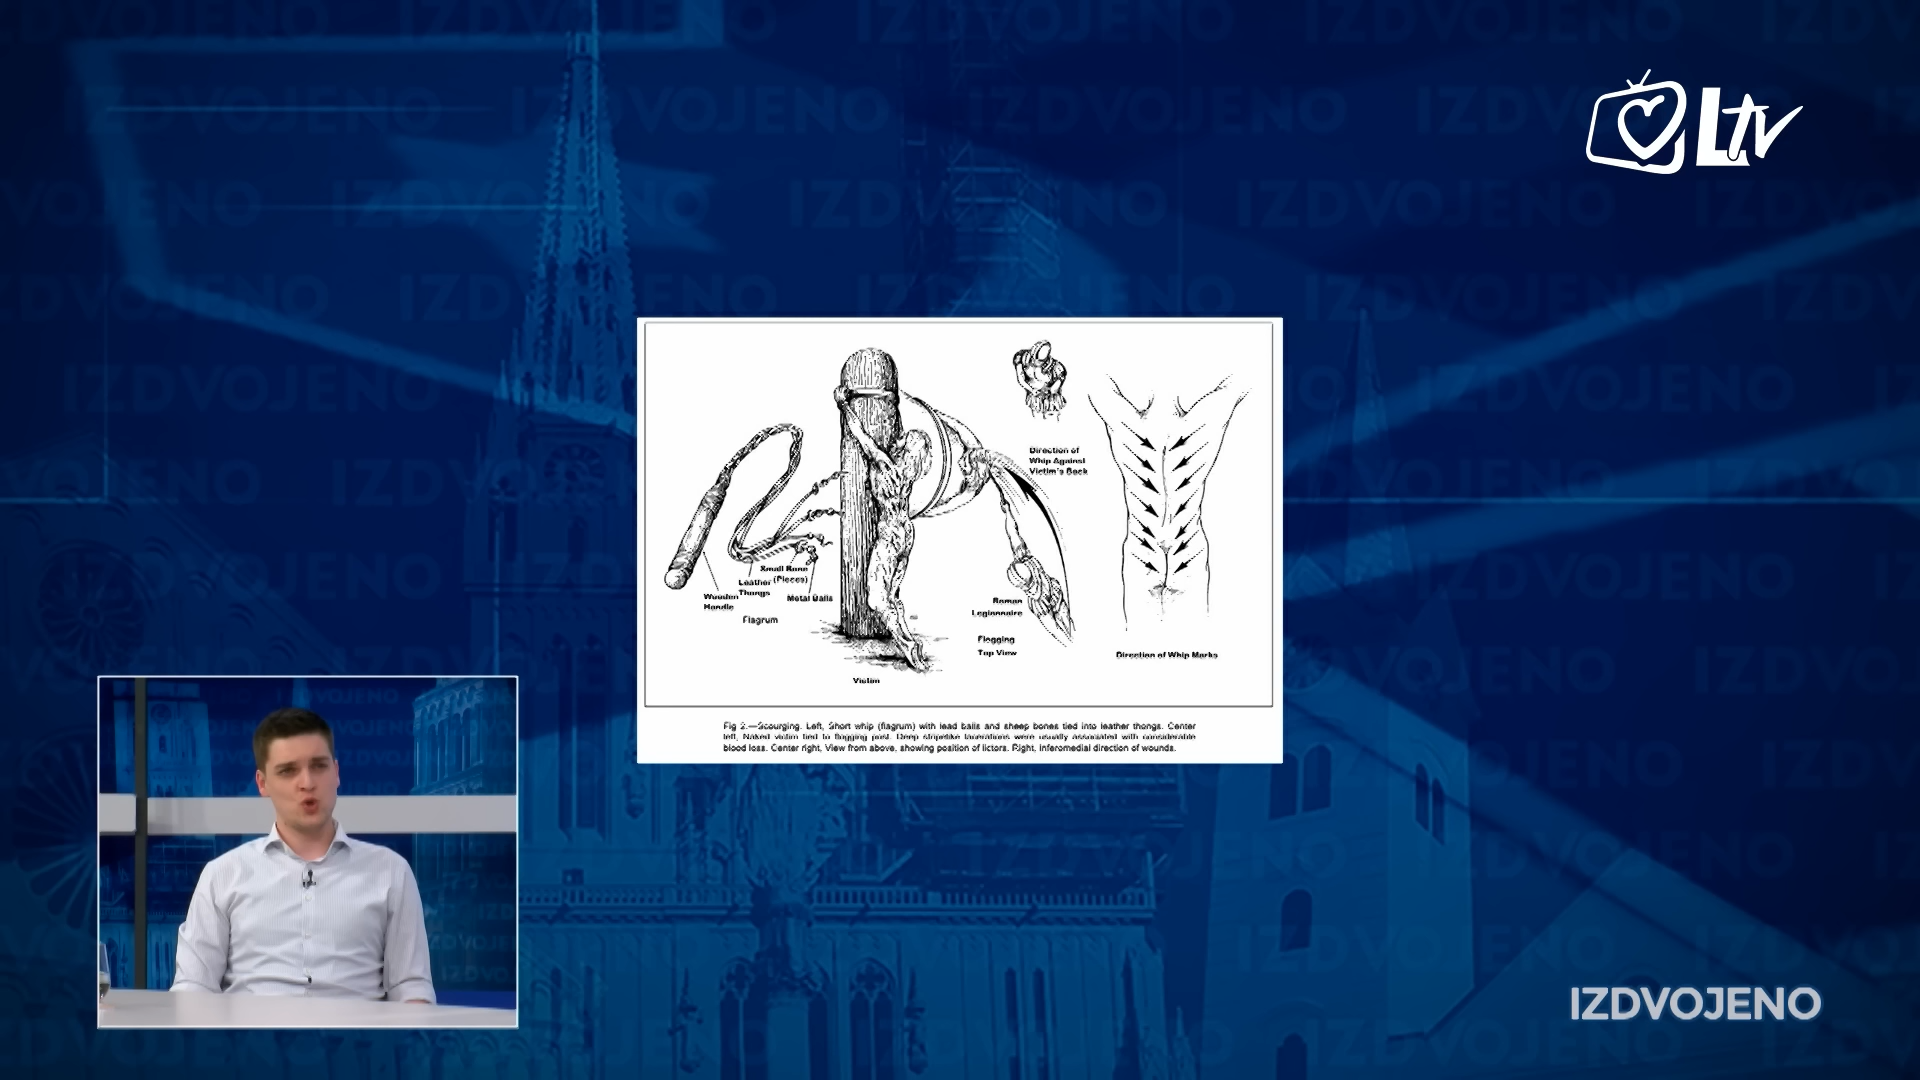 LTV
Direction of
Whip Against
Victim's Back
Small Bone
(Pieces)
Leather
Thongs
Metal Balls
Wooden
Handle
Flagrum
Roman
Legionnaire
Flogging
Top View
Direction of Whip Marks
Victim
Fig 2.—Scourging. Left, Short whip (flagrum) with lead balls and sheep bones tied into leather thongs. Center
left, Naked victim tied to flogging post. Deep stripelike lacerations were usually associated with considerable
blood loss. Center right, View from above, showing position of lictors. Right, Inferomedial direction of wounds.
IZDVOJENO